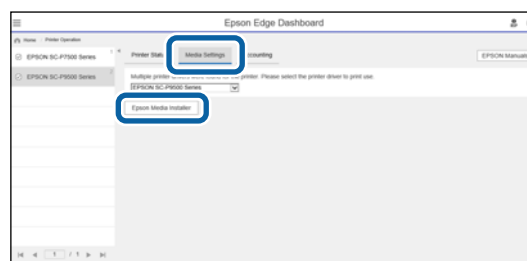 Epson Edge Dashboard
Home Printer Operation
EPSON SC-P7500 Series
EPSON SC-P9500 Series
Printer Stat
Media Settings
ccounting
EPSON Manuals
Multiple printer drivers were found for the printer. Please select the printer driver to print use.
EPSON SC-P9500 Series
Epson Media Installer
1 / 1